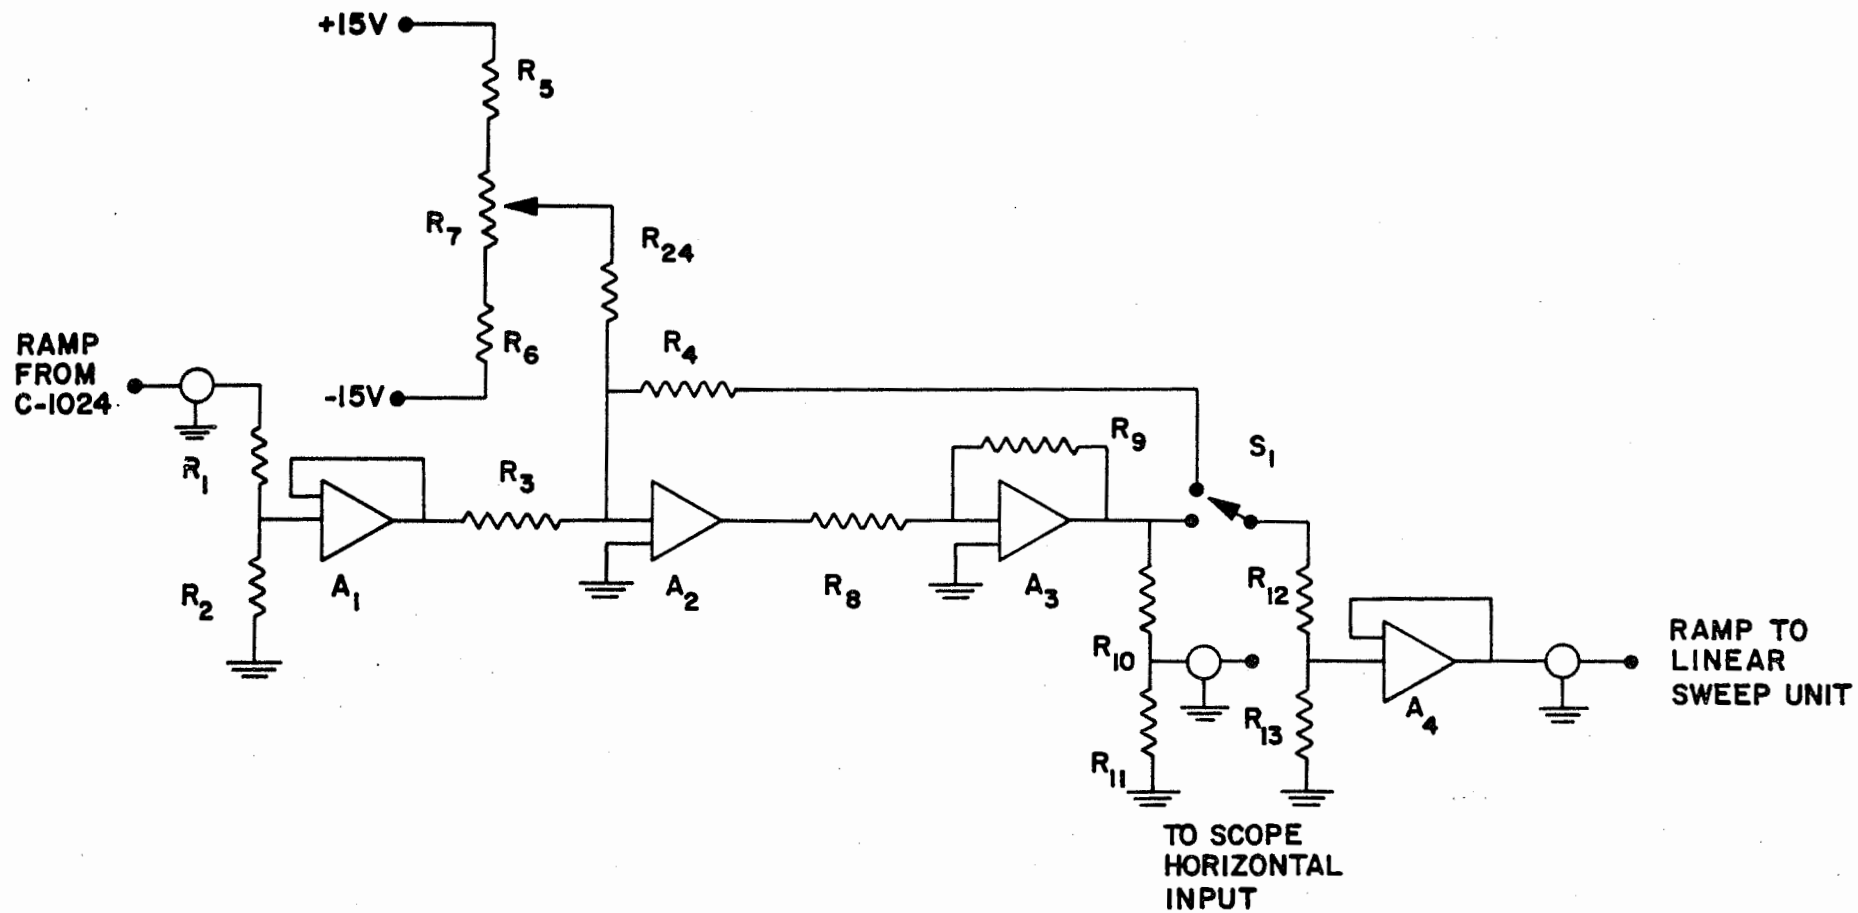 +15V
R5
R7
R24
RAMP
FROM
C-1024
R6
R4
-15V
R1
R3
R9
S1
R2
A1
A2
R8
A3
R12
R10
RAMP TO
LINEAR
SWEEP UNIT
R13
A4
R11
TO SCOPE
HORIZONTAL
INPUT